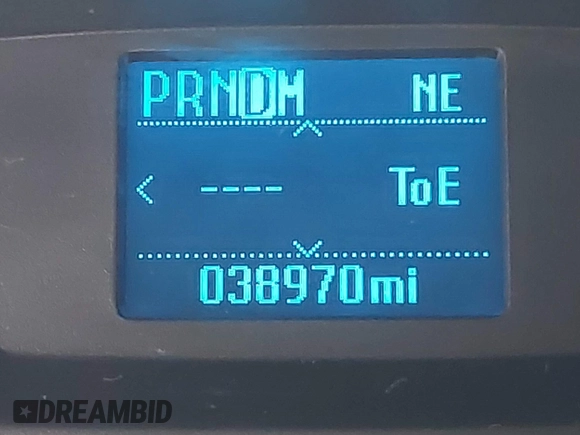 PRNDM NE
< ---- ToE
038970mi
DREAMBID